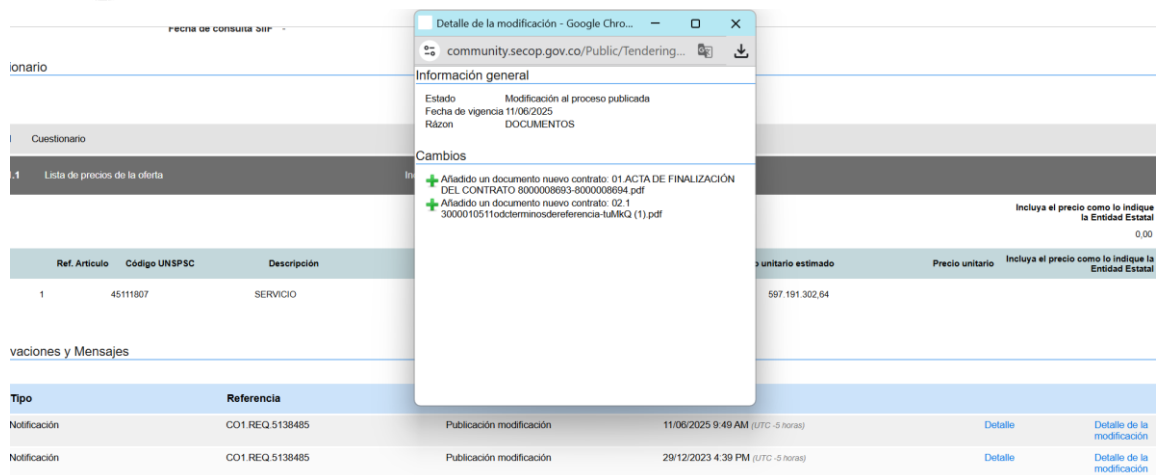 Fecha de consulta SIIF -
ionario
Cuestionario
.1 Lista de precios de la oferta
Incluya el precio como lo indique
la Entidad Estatal
0,00
Ref. Articulo Código UNSPSC Descripción o unitario estimado Precio unitario Incluya el precio como lo indique la
Entidad Estatal
1 45111807 SERVICIO 597.191.302,64
vaciones y Mensajes
Tipo Referencia
Notificación CO1.REQ.5138485 Publicación modificación 11/06/2025 9:49 AM (UTC -5 horas) Detalle Detalle de la
modificación
Notificación CO1.REQ.5138485 Publicación modificación 29/12/2023 4:39 PM (UTC -5 horas) Detalle Detalle de la
modificación
Detalle de la modificación - Google Chro...
community.secop.gov.co/Public/Tendering...
Información general
Estado Modificación al proceso publicada
Fecha de vigencia 11/06/2025
Rázon DOCUMENTOS
Cambios
Añadido un documento nuevo contrato: 01.ACTA DE FINALIZACIÓN
DEL CONTRATO 8000008693-8000008694.pdf
Añadido un documento nuevo contrato: 02.1
3000010511odcterminosdereferencia-tuMkQ (1).pdf